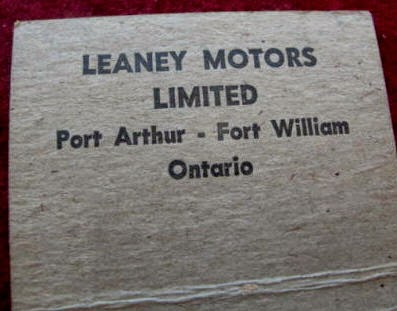 LEANEY MOTORS
LIMITED
Port Arthur - Fort William
Ontario